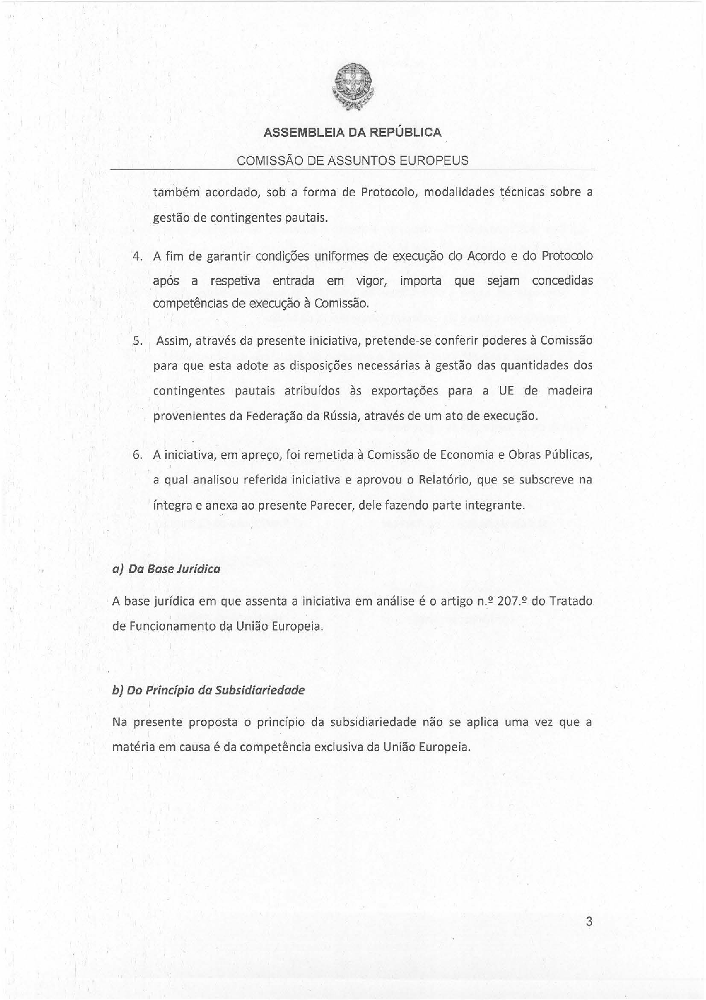 ASSEMBLEIA DA REPÚBLICA
COMISSÃO DE ASSUNTOS EUROPEUS
também acordado, sob a forma de Protocolo, modalidades técnicas sobre a
gestão de contingentes pautais.
4. A fim de garantir condições uniformes de execução do Acordo e do Protocolo
após a respetiva entrada em vigor, importa que sejam concedidas
competências de execução à Comissão.
5. Assim, através da presente iniciativa, pretende-se conferir poderes à Comissão
para que esta adote as disposições necessárias à gestão das quantidades dos
contingentes pautais atribuídos às exportações para a UE de madeira
provenientes da Federação da Rússia, através de um ato de execução.
6. A iniciativa, em apreço, foi remetida à Comissão de Economia e Obras Públicas,
a qual analisou referida iniciativa e aprovou o Relatório, que se subscreve na
íntegra e anexa ao presente Parecer, dele fazendo parte integrante.
a) Da Base Jurídica
A base jurídica em que assenta a iniciativa em análise é o artigo n.º 207.º do Tratado
de Funcionamento da União Europeia.
b) Do Princípio da Subsidiariedade
Na presente proposta o princípio da subsidiariedade não se aplica uma vez que a
matéria em causa é da competência exclusiva da União Europeia.
3